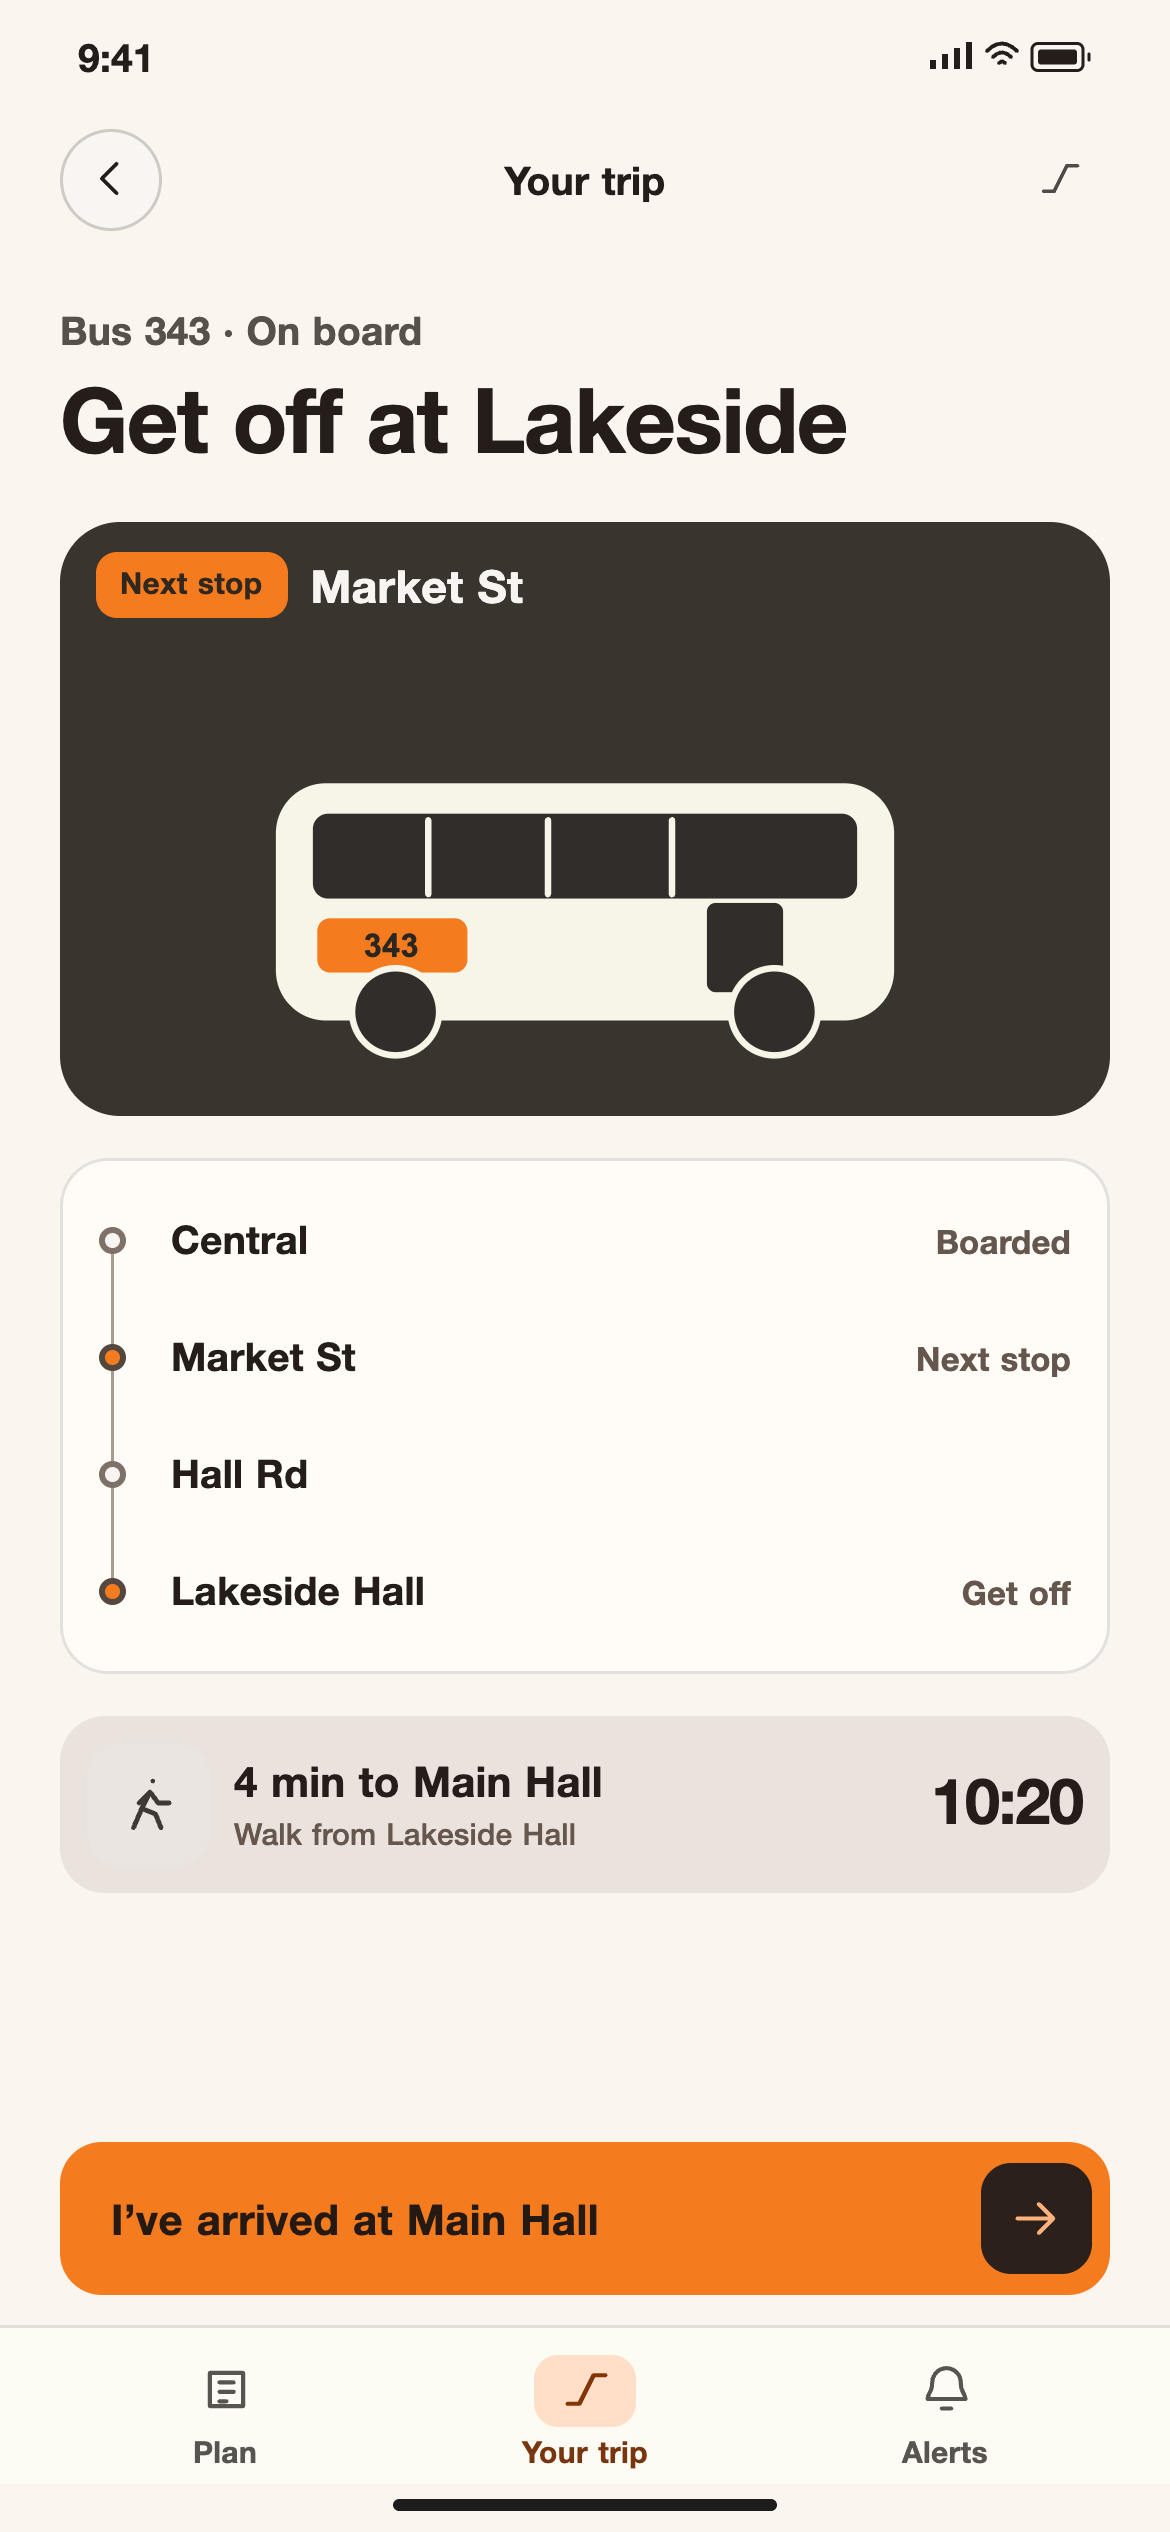 9:41
Your trip
Bus 343 · On board
Get off at Lakeside
Next stop Market St
343
Central Boarded
Market St Next stop
Hall Rd
Lakeside Hall Get off
4 min to Main Hall
Walk from Lakeside Hall
10:20
I’ve arrived at Main Hall
Plan Your trip Alerts